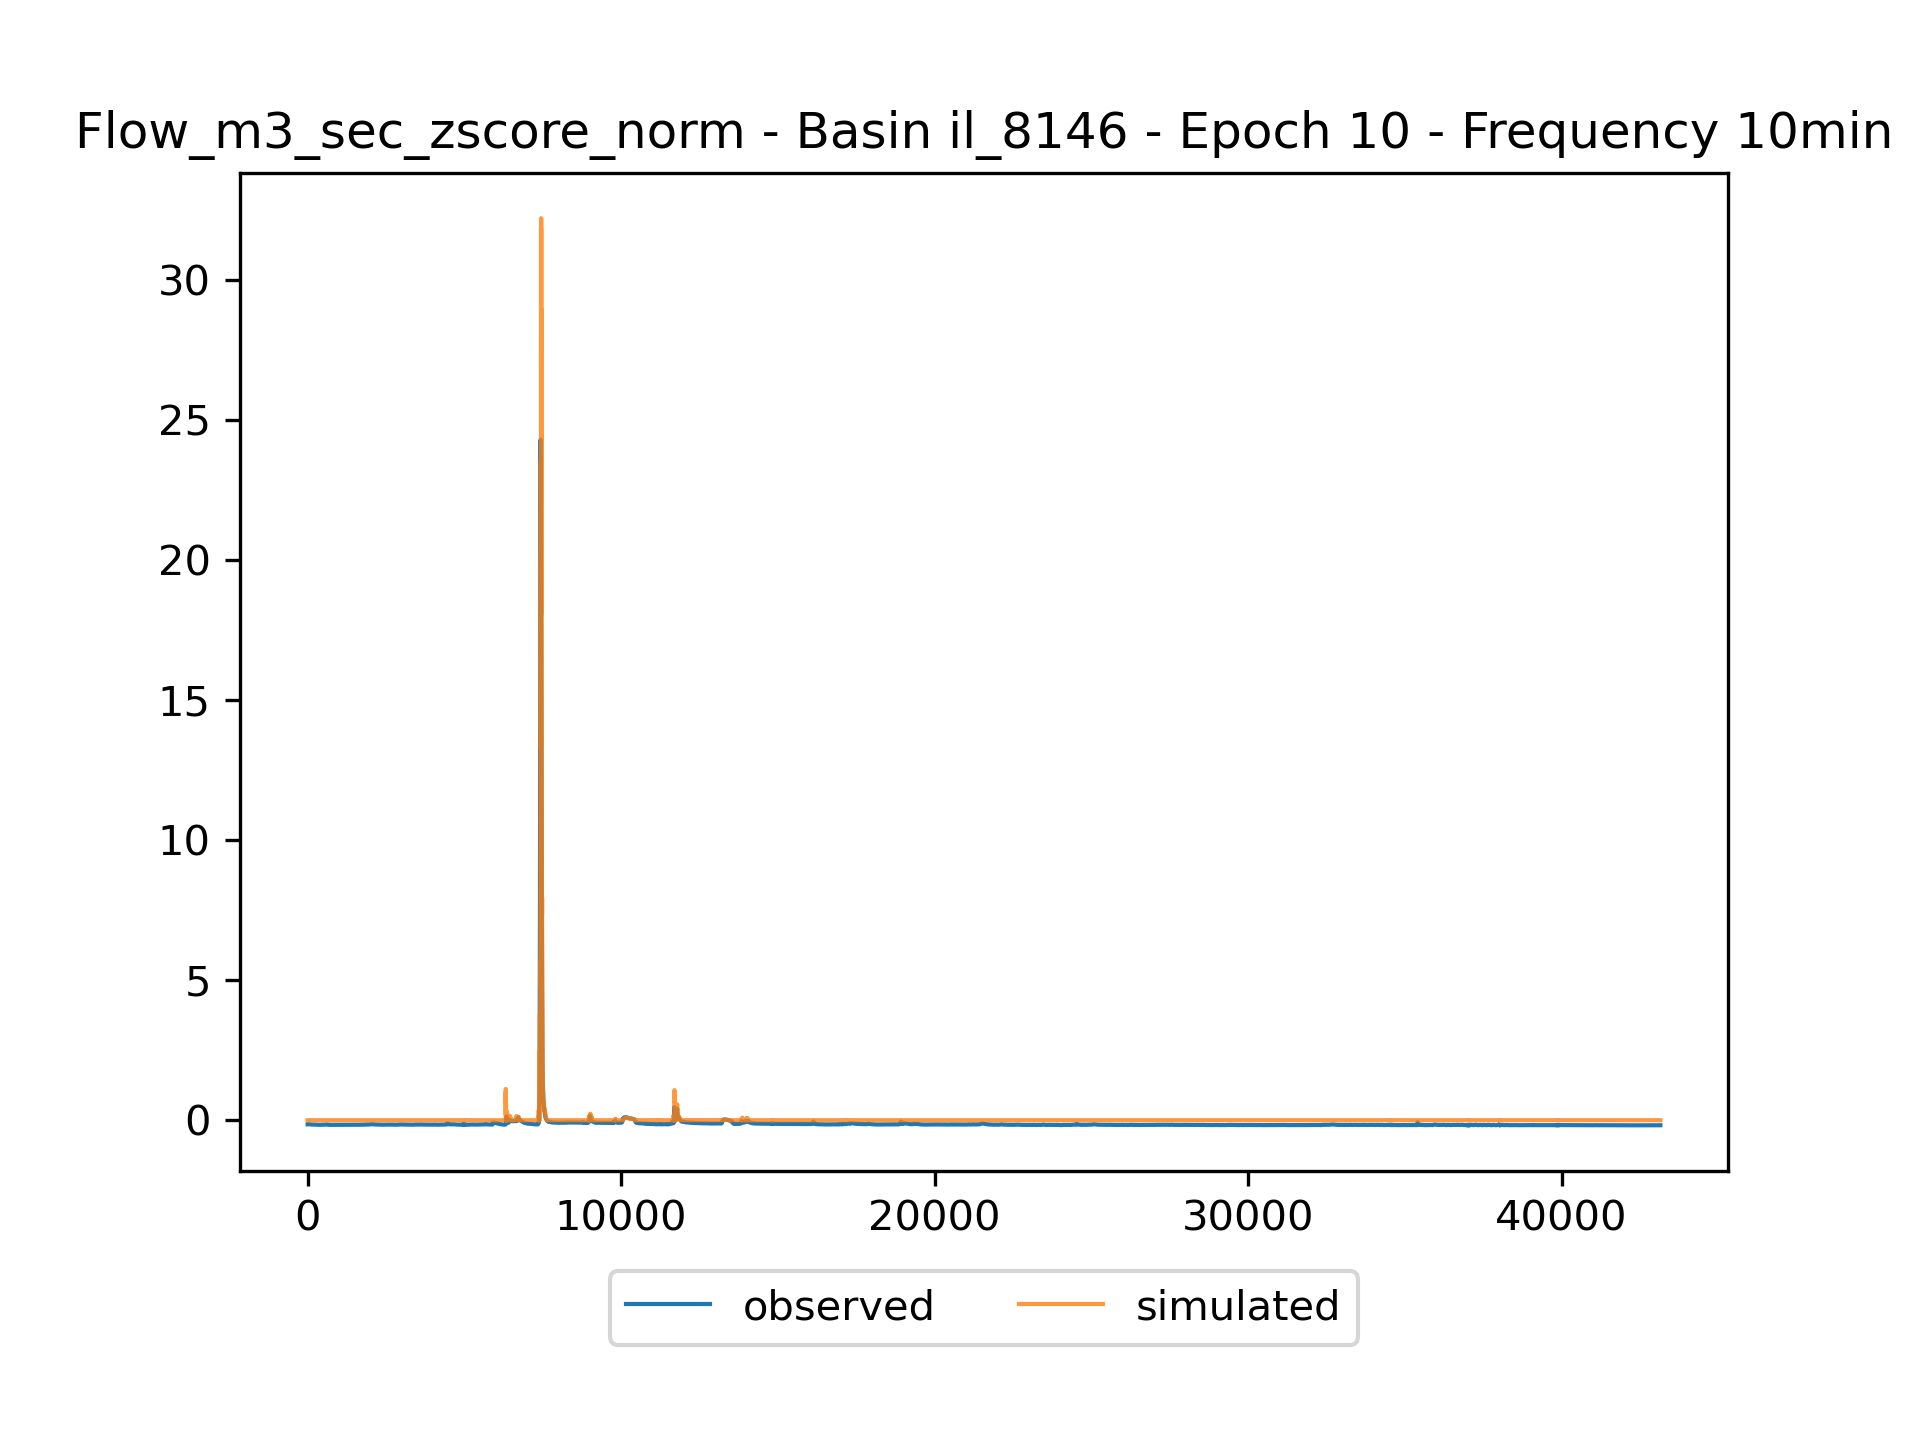 Flow_m3_sec_zscore_norm - Basin il_8146 - Epoch 10 - Frequency 10min
30
25
20
15
10
5
0
0 10000 20000 30000 40000
observed simulated